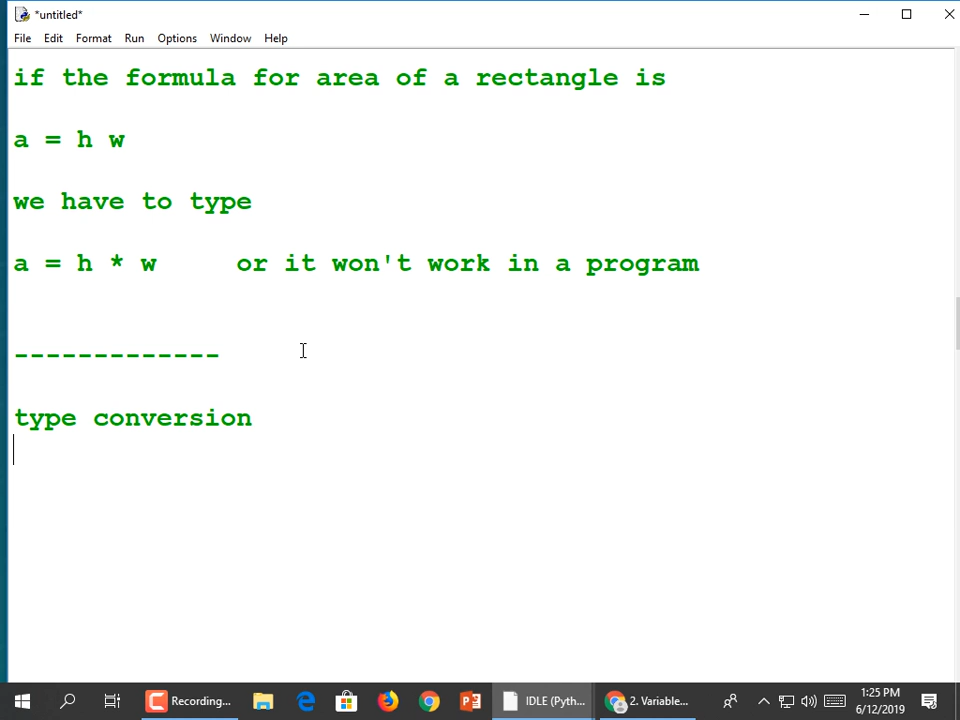 *untitled*
File Edit Format Run Options Window Help
if the formula for area of a rectangle is
a = h w
we have to type
a = h * w or it won't work in a program
-------------
type conversion
Recording... IDLE (Pyth... 2. Variable... 1:25 PM
6/12/2019